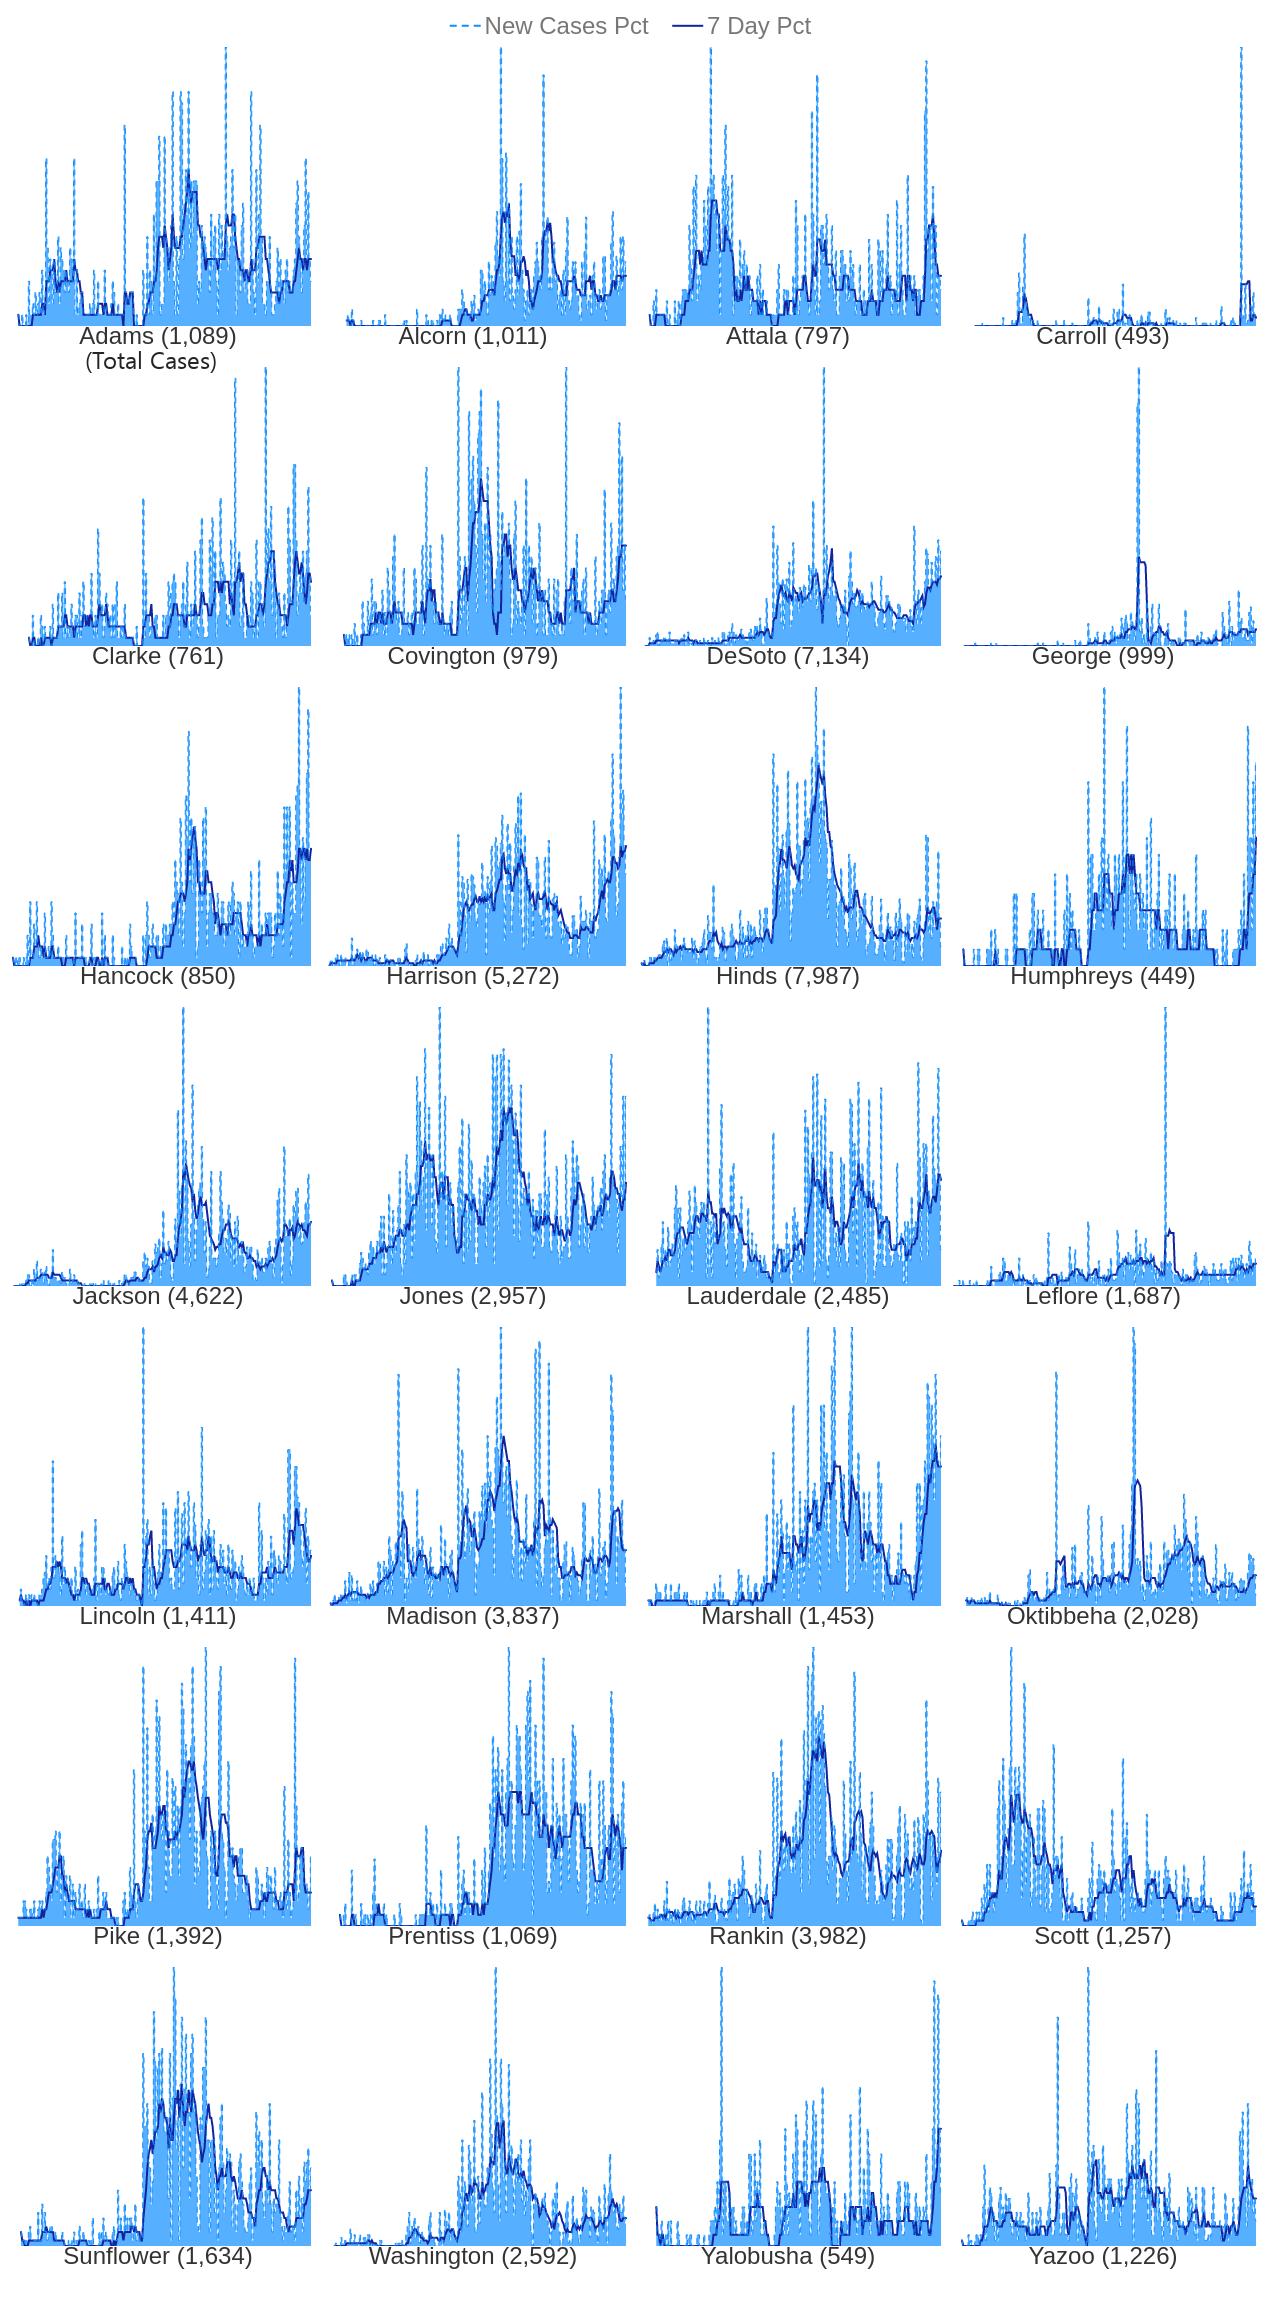 New Cases Pct 7 Day Pct
Adams (1,089) Alcorn (1,011) Attala (797) Carroll (493)
(Total Cases)
Clarke (761) Covington (979) DeSoto (7,134) George (999)
Hancock (850) Harrison (5,272) Hinds (7,987) Humphreys (449)
Jackson (4,622) Jones (2,957) Lauderdale (2,485) Leflore (1,687)
Lincoln (1,411) Madison (3,837) Marshall (1,453) Oktibbeha (2,028)
Pike (1,392) Prentiss (1,069) Rankin (3,982) Scott (1,257)
Sunflower (1,634) Washington (2,592) Yalobusha (549) Yazoo (1,226)